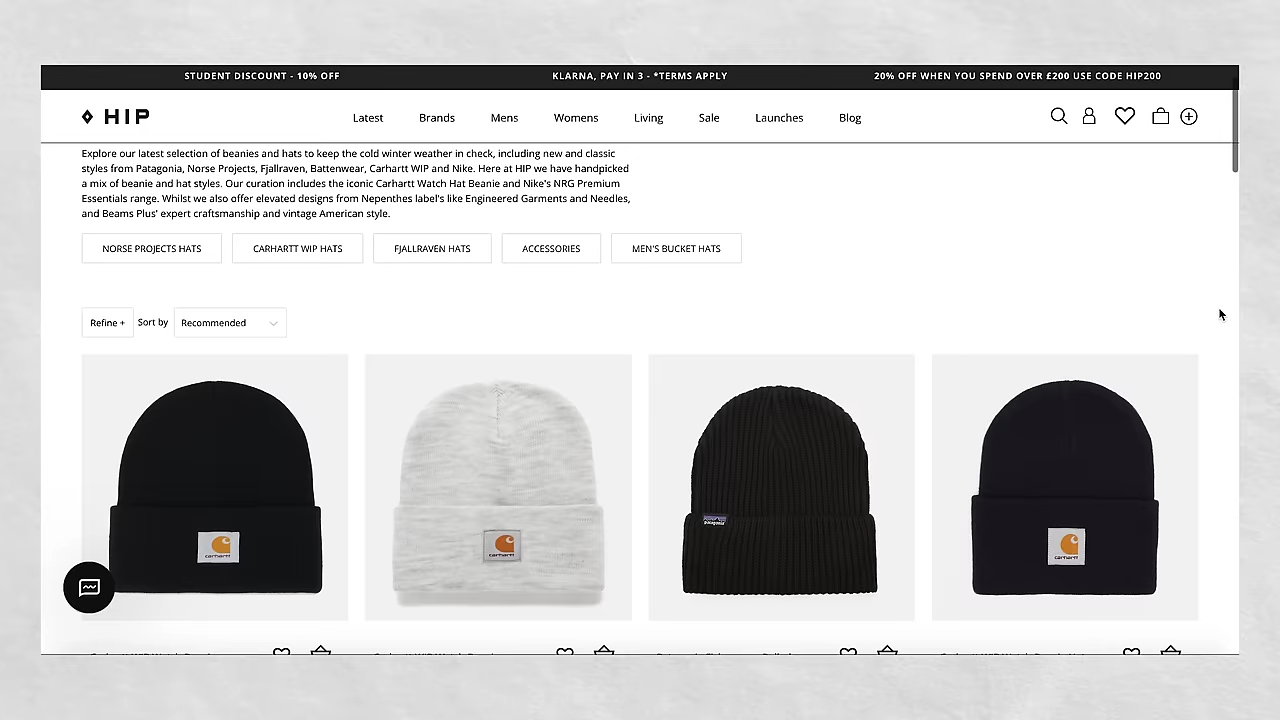 STUDENT DISCOUNT - 10% OFF
KLARNA, PAY IN 3 - *TERMS APPLY
20% OFF WHEN YOU SPEND OVER £200 USE CODE HIP200
HIP
Latest
Brands
Mens
Womens
Living
Sale
Launches
Blog
Explore our latest selection of beanies and hats to keep the cold winter weather in check, including new and classic
styles from Patagonia, Norse Projects, Fjallraven, Battenwear, Carhartt WIP and Nike. Here at HIP we have handpicked
a mix of beanie and hat styles. Our curation includes the iconic Carhartt Watch Hat Beanie and Nike's NRG Premium
Essentials range. Whilst we also offer elevated designs from Nepenthes label's like Engineered Garments and Needles,
and Beams Plus' expert craftsmanship and vintage American style.
NORSE PROJECTS HATS
CARHARTT WIP HATS
FJALLRAVEN HATS
ACCESSORIES
MEN'S BUCKET HATS
Refine +
Sort by
Recommended
carhartt
carhartt
patagonia
carhartt